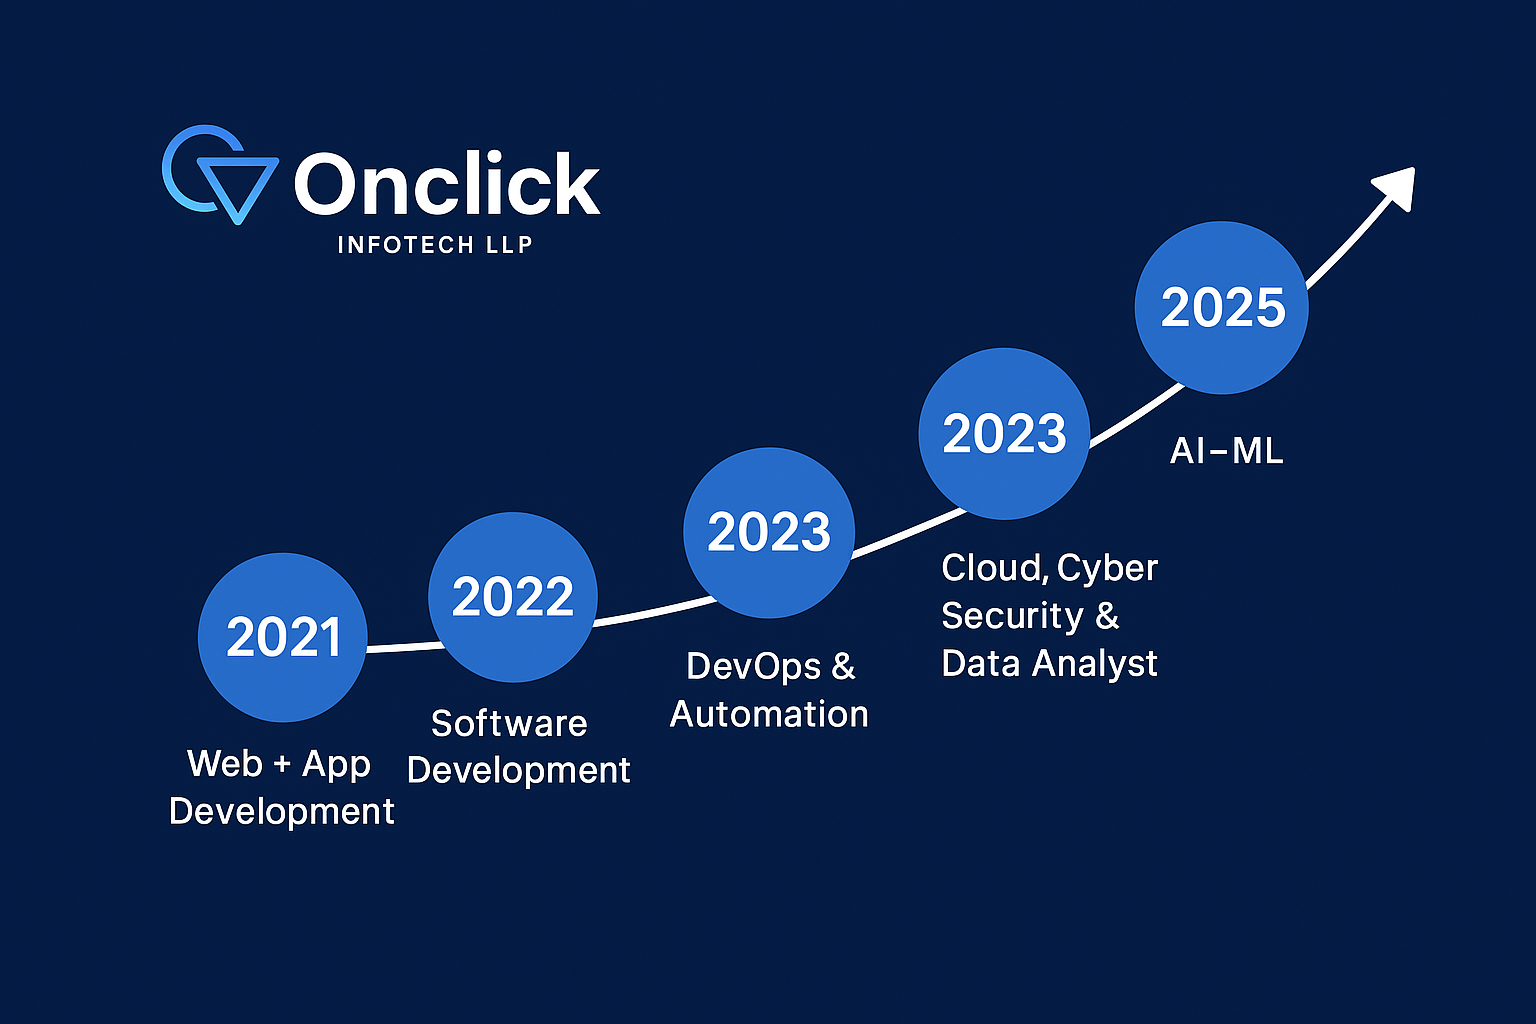 Onclick
INFOTECH LLP
2021
Web + App
Development
2022
Software
Development
2023
DevOps &
Automation
2023
Cloud, Cyber
Security &
Data Analyst
2025
AI–ML